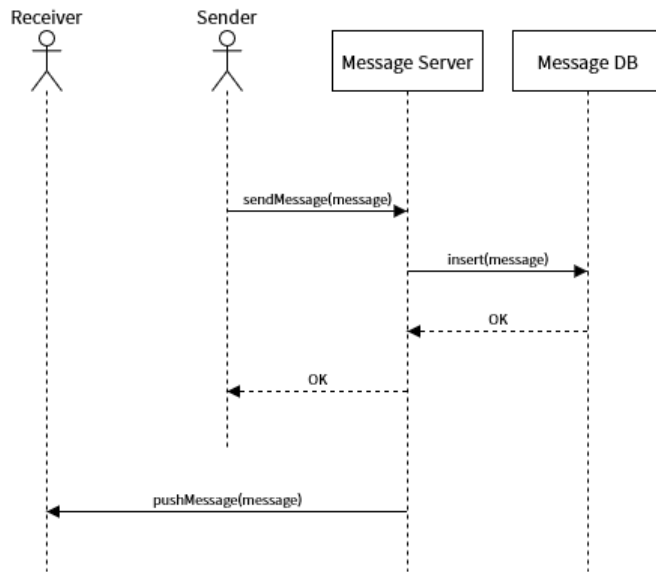 Receiver
Sender
Message Server
Message DB
sendMessage(message)
insert(message)
OK
OK
pushMessage(message)